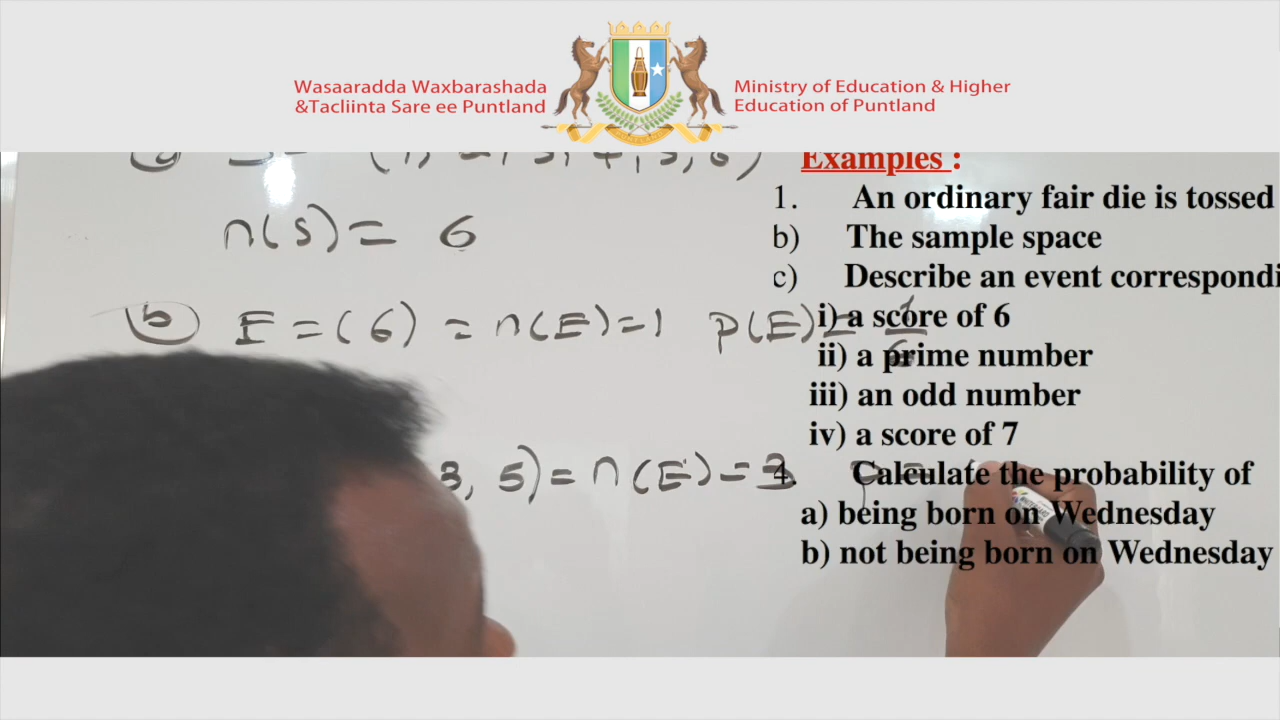 Wasaaradda Waxbarashada
&Tacliinta Sare ee Puntland
Ministry of Education & Higher
Education of Puntland
n(S) = 6
(b) E = (6) = n(E) = 1 p(E) = 1/6
3, 5) = n(E) = 3 p =
Examples :
1. An ordinary fair die is tossed
b) The sample space
c) Describe an event correspondi
i) a score of 6
ii) a prime number
iii) an odd number
iv) a score of 7
4. Calculate the probability of
a) being born on Wednesday
b) not being born on Wednesday